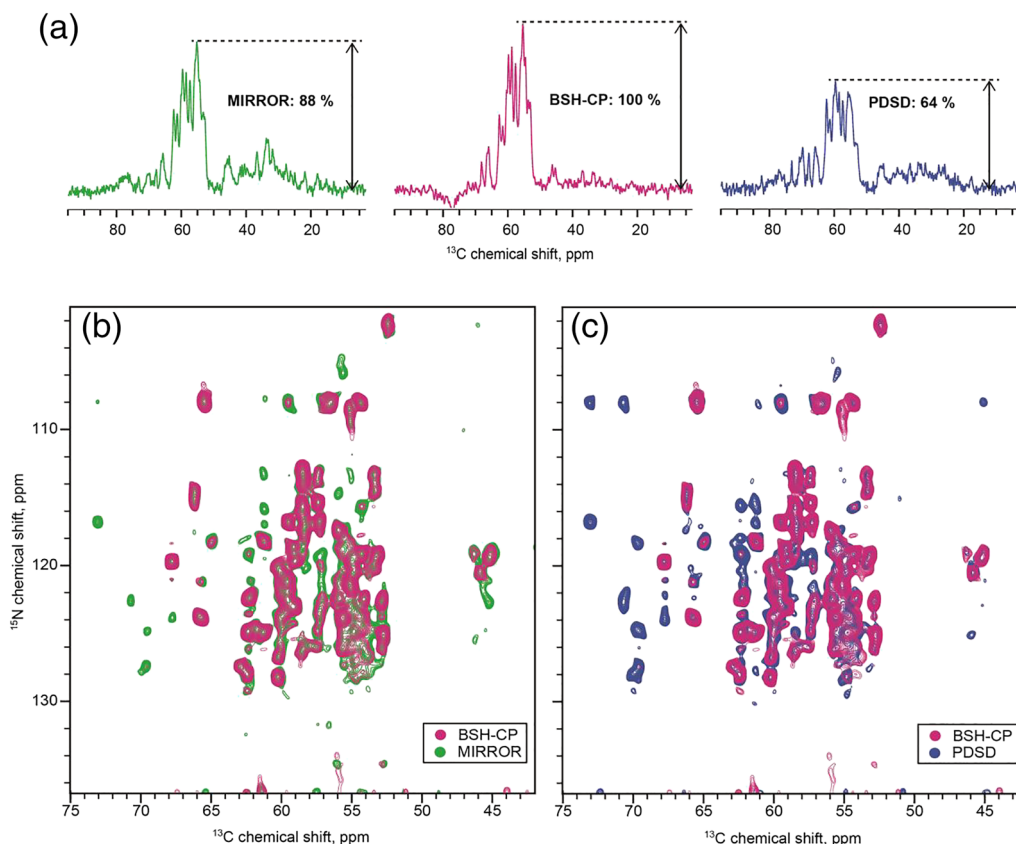 (a)
MIRROR: 88 %
BSH-CP: 100 %
PDSD: 64 %
80 60 40 20
80 60 40 20
80 60 40 20
13C chemical shift, ppm
(b)
(c)
110
120
130
15N chemical shift, ppm
BSH-CP
MIRROR
BSH-CP
PDSD
75 70 65 60 55 50 45
75 70 65 60 55 50 45
13C chemical shift, ppm
13C chemical shift, ppm